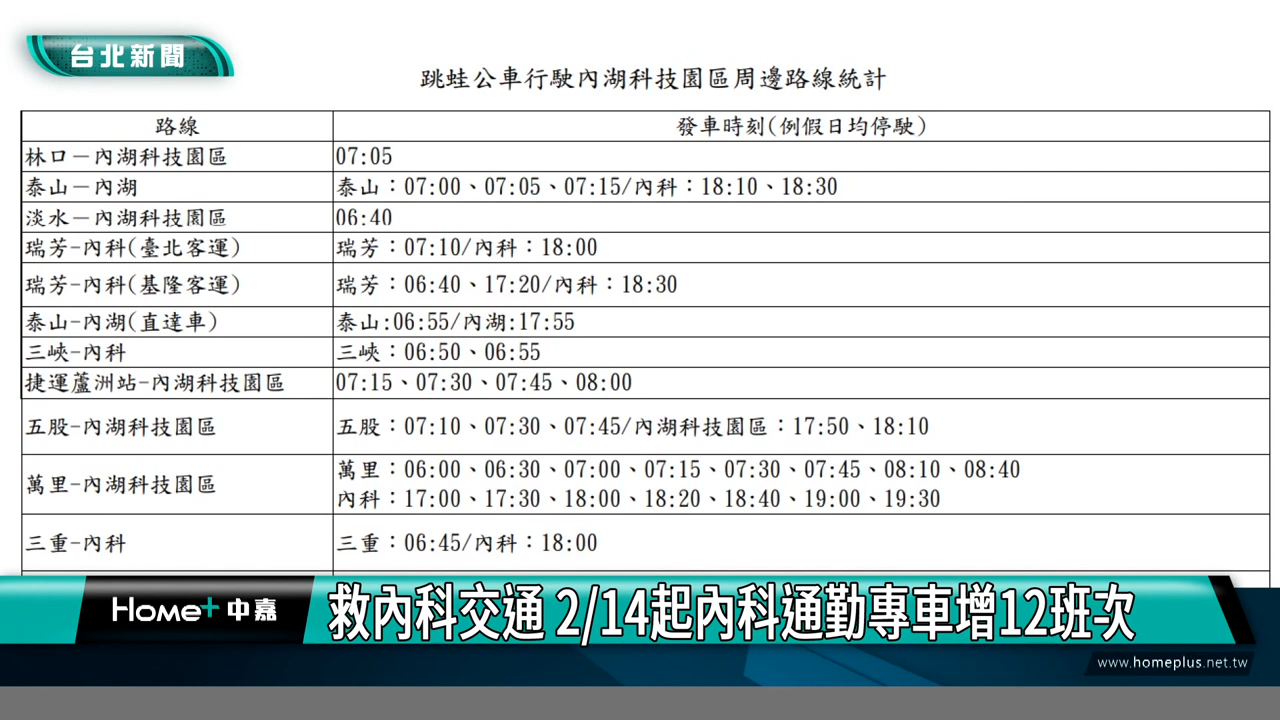 台北新聞
跳蛙公車行駛內湖科技園區周邊路線統計
路線 發車時刻(例假日均停駛)
林口－內湖科技園區 07:05
泰山－內湖 泰山：07:00、07:05、07:15/內科：18:10、18:30
淡水－內湖科技園區 06:40
瑞芳-內科(臺北客運) 瑞芳：07:10/內科：18:00
瑞芳-內科(基隆客運) 瑞芳：06:40、17:20/內科：18:30
泰山-內湖(直達車) 泰山:06:55/內湖:17:55
三峽-內科 三峽：06:50、06:55
捷運蘆洲站-內湖科技園區 07:15、07:30、07:45、08:00
五股-內湖科技園區 五股：07:10、07:30、07:45/內湖科技園區：17:50、18:10
萬里-內湖科技園區 萬里：06:00、06:30、07:00、07:15、07:30、07:45、08:10、08:40
內科：17:00、17:30、18:00、18:20、18:40、19:00、19:30
三重-內科 三重：06:45/內科：18:00
Home+中嘉 救內科交通 2/14起內科通勤專車增12班次
www.homeplus.net.tw